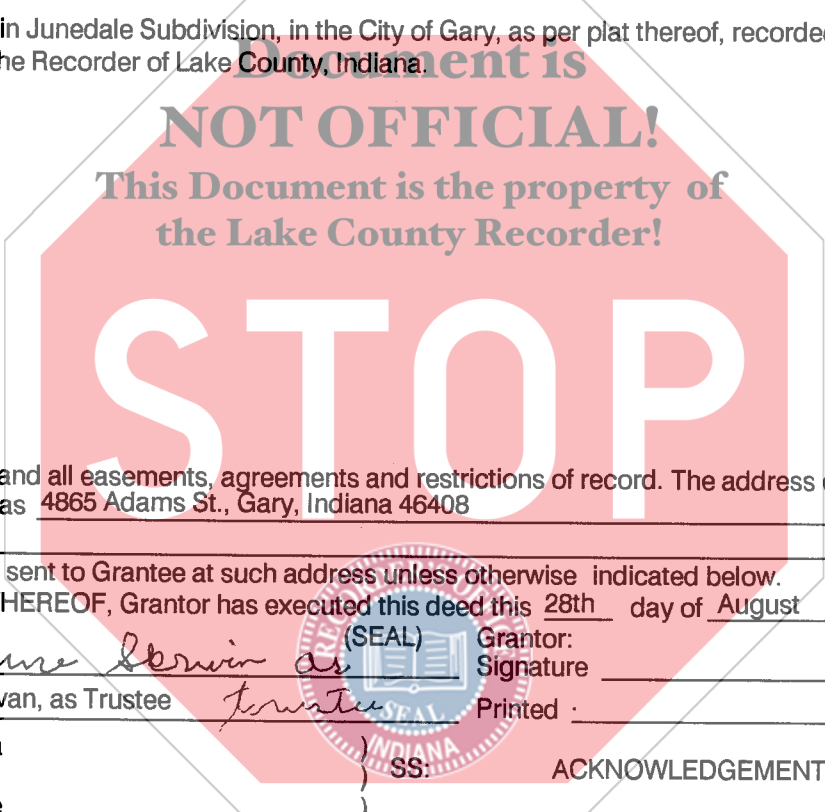 in Junedale Subdivision, in the City of Gary, as per plat thereof, recorded
he Recorder of Lake County, Indiana.
Document is
NOT OFFICIAL!
This Document is the property of
the Lake County Recorder!
STOP
and all easements, agreements and restrictions of record. The address
as 4865 Adams St., Gary, Indiana 46408
sent to Grantee at such address unless otherwise indicated below.
HEREOF, Grantor has executed this deed this 28th day of August
(SEAL) Grantor:
as Signature
van, as Trustee trustee Printed
SEAL
INDIANA
) SS: ACKNOWLEDGEMENT
)